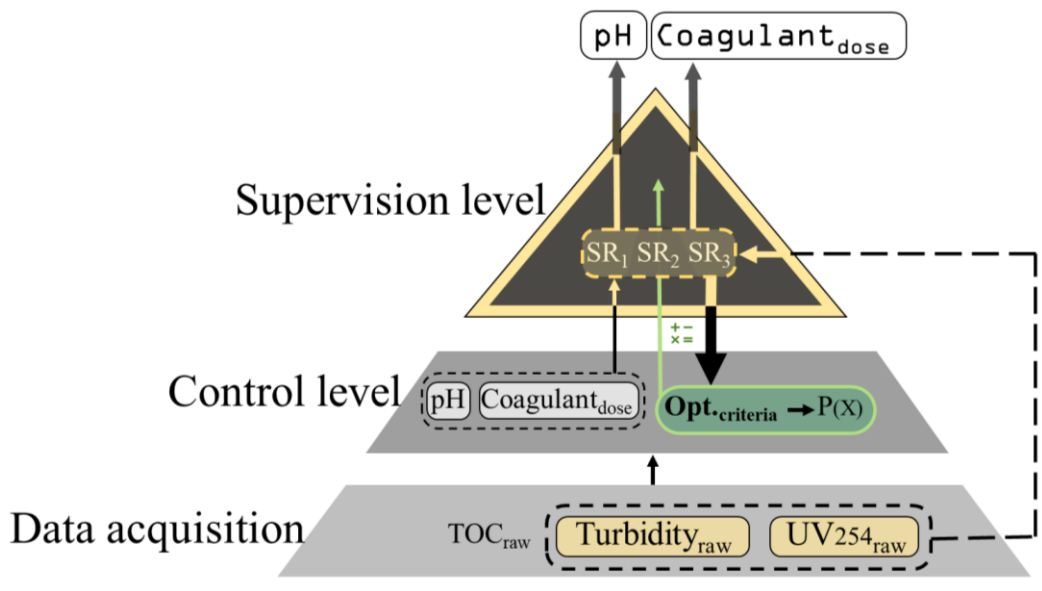 pH Coagulant_dose
Supervision level
SR₁ SR₂ SR₃
+ −
× =
Control level
pH Coagulant_dose
Opt._criteria → P(X)
Data acquisition
TOC_raw Turbidity_raw UV254_raw